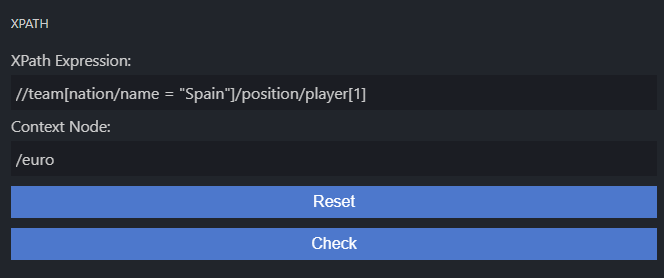 XPATH
XPath Expression:
//team[nation/name = "Spain"]/position/player[1]
Context Node:
/euro
Reset
Check